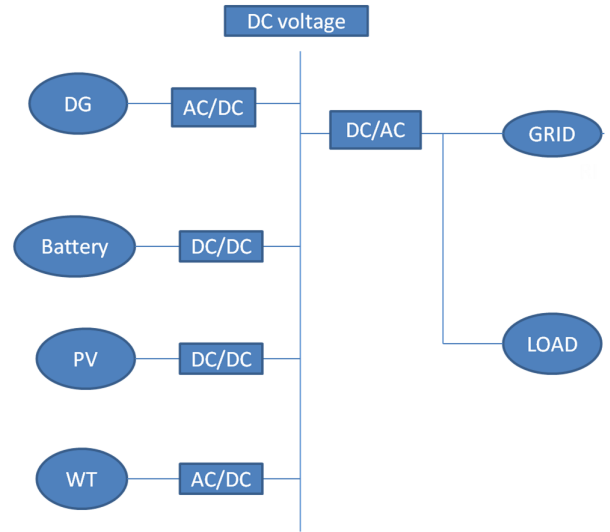 DC voltage
DG
AC/DC
DC/AC
GRID
Battery
DC/DC
PV
DC/DC
LOAD
WT
AC/DC